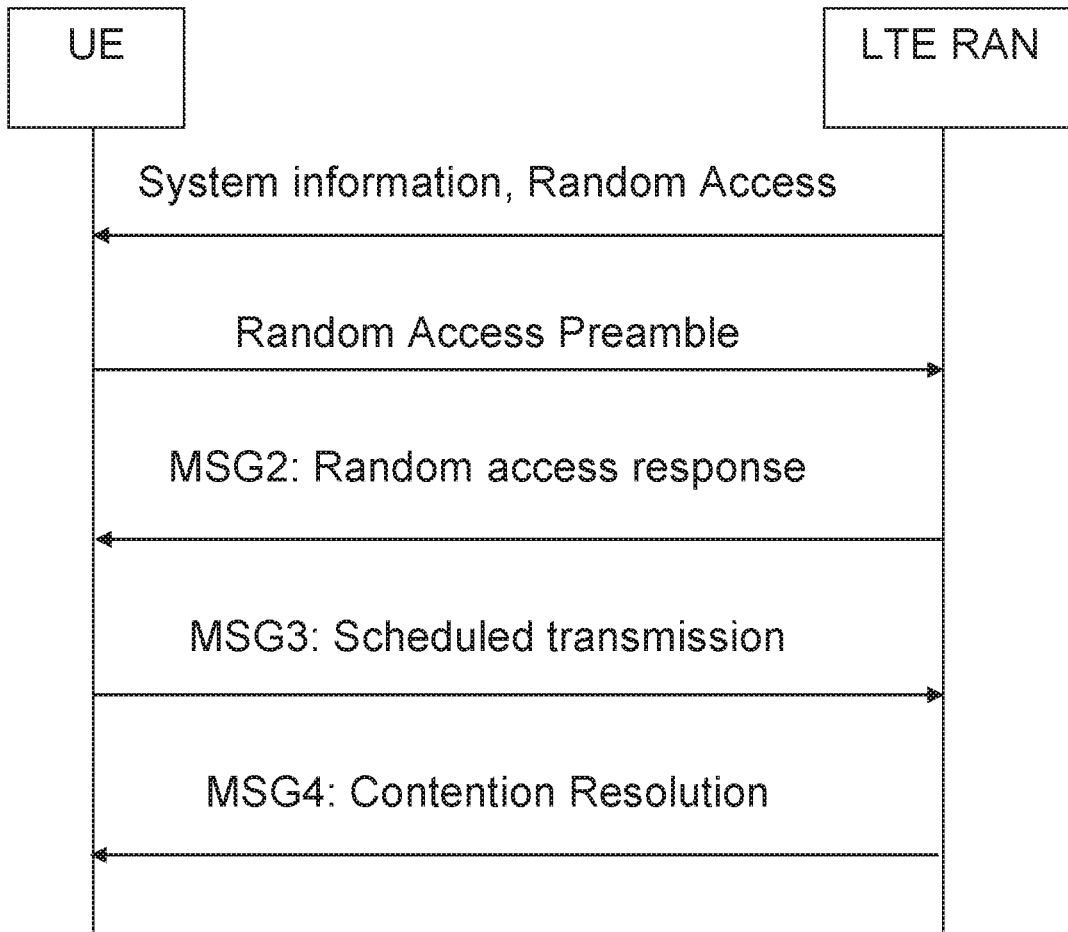 UE
LTE RAN
System information, Random Access
Random Access Preamble
MSG2: Random access response
MSG3: Scheduled transmission
MSG4: Contention Resolution